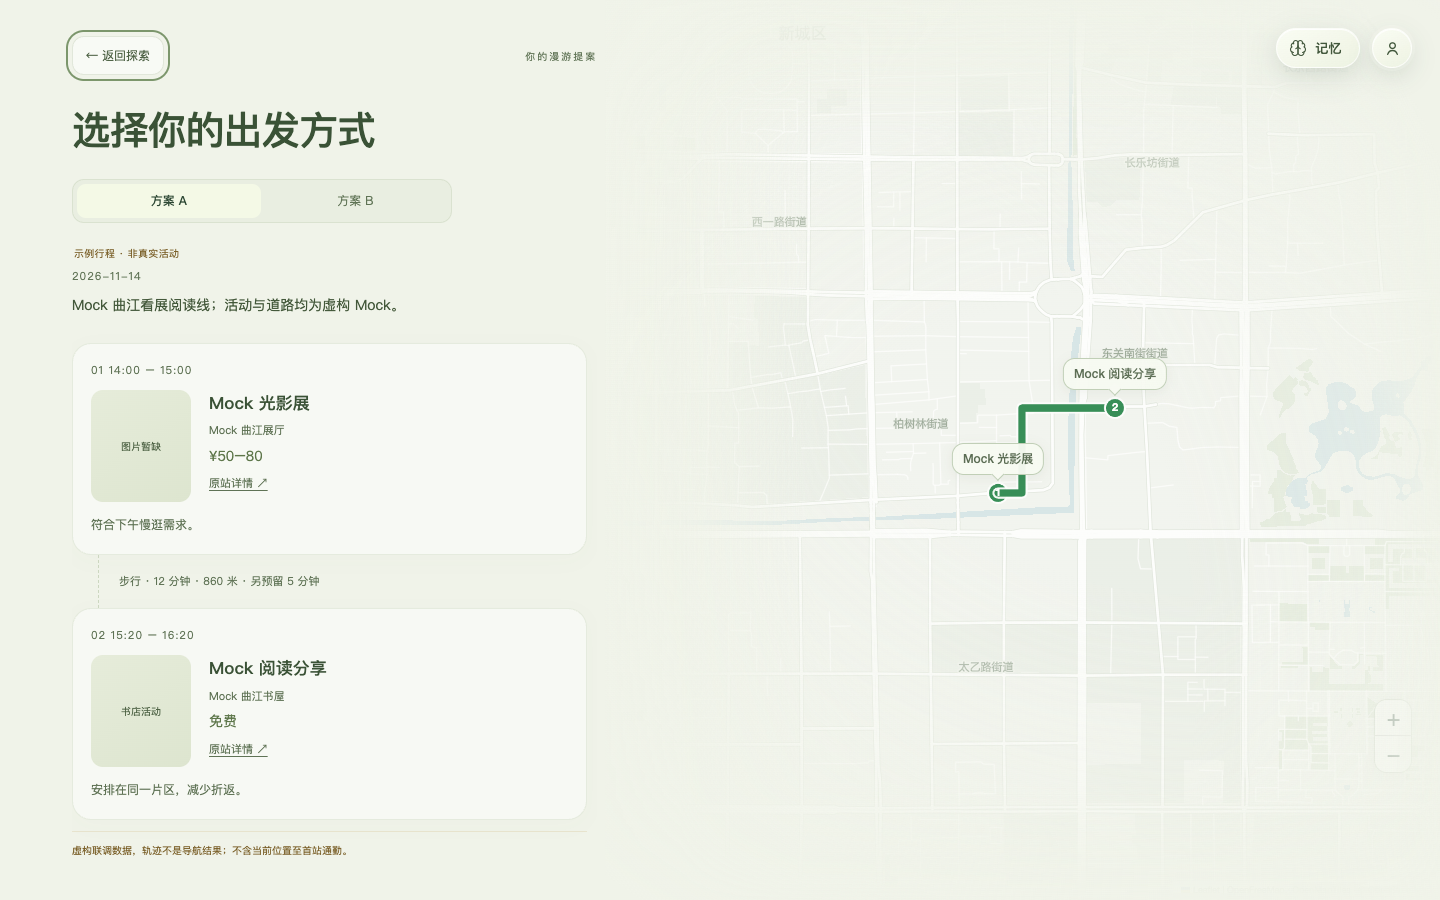 ← 返回探索
你的漫游提案
记忆
选择你的出发方式
方案 A
方案 B
示例行程 · 非真实活动
2026-11-14
Mock 曲江看展阅读线；活动与道路均为虚构 Mock。
01 14:00 — 15:00
图片暂缺
Mock 光影展
Mock 曲江展厅
¥50—80
原站详情 ↗
符合下午慢逛需求。
步行 · 12 分钟 · 860 米 · 另预留 5 分钟
02 15:20 — 16:20
书店活动
Mock 阅读分享
Mock 曲江书屋
免费
原站详情 ↗
安排在同一片区，减少折返。
虚构联调数据，轨迹不是导航结果；不含当前位置至首站通勤。
新城区
长乐坊街道
西一路街道
东关南街街道
Mock 阅读分享
2
柏树林街道
Mock 光影展
太乙路街道
+
−